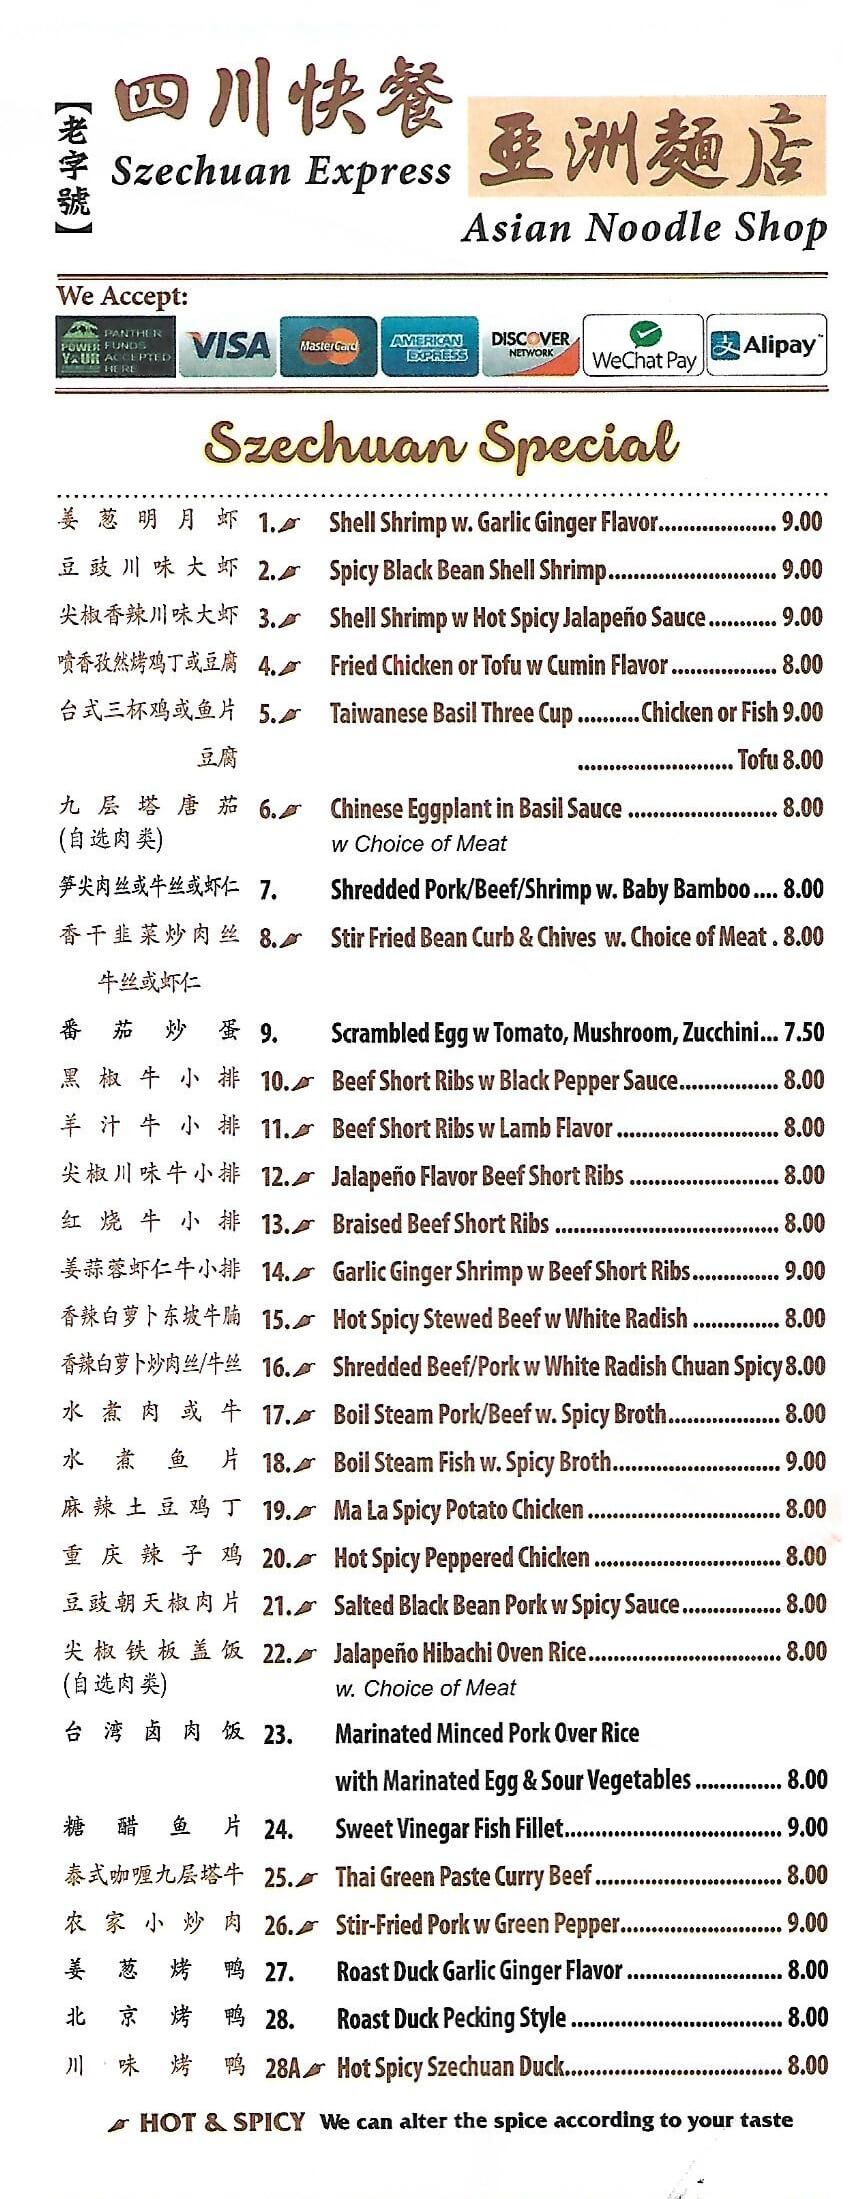 【老字號】
四川快餐
Szechuan Express
亚洲麵店
Asian Noodle Shop
We Accept:
POWER YOUR PANTHER FUNDS ACCEPTED HERE VISA MasterCard AMERICAN EXPRESS DISCOVER NETWORK WeChat Pay 支 Alipay™
Szechuan Special
姜葱明月虾 1. Shell Shrimp w. Garlic Ginger Flavor.................... 9.00
豆豉川味大虾 2. Spicy Black Bean Shell Shrimp............................. 9.00
尖椒香辣川味大虾 3. Shell Shrimp w Hot Spicy Jalapeño Sauce............ 9.00
喷香孜然烤鸡丁或豆腐 4. Fried Chicken or Tofu w Cumin Flavor.................. 8.00
台式三杯鸡或鱼片 5. Taiwanese Basil Three Cup ..........Chicken or Fish 9.00
豆腐 ........................... Tofu 8.00
九层塔唐茄 6. Chinese Eggplant in Basil Sauce .......................... 8.00
(自选肉类) w Choice of Meat
笋尖肉丝或牛丝或虾仁 7. Shredded Pork/Beef/Shrimp w. Baby Bamboo.... 8.00
香干韭菜炒肉丝 8. Stir Fried Bean Curb & Chives w. Choice of Meat . 8.00
牛丝或虾仁
番茄炒蛋 9. Scrambled Egg w Tomato, Mushroom, Zucchini... 7.50
黑椒牛小排 10. Beef Short Ribs w Black Pepper Sauce................. 8.00
羊汁牛小排 11. Beef Short Ribs w Lamb Flavor ............................ 8.00
尖椒川味牛小排 12. Jalapeño Flavor Beef Short Ribs .......................... 8.00
红烧牛小排 13. Braised Beef Short Ribs ....................................... 8.00
姜蒜蓉虾仁牛小排 14. Garlic Ginger Shrimp w Beef Short Ribs............... 9.00
香辣白萝卜东坡牛腩 15. Hot Spicy Stewed Beef w White Radish ............... 8.00
香辣白萝卜炒肉丝/牛丝 16. Shredded Beef/Pork w White Radish Chuan Spicy 8.00
水煮肉或牛 17. Boil Steam Pork/Beef w. Spicy Broth................... 8.00
水煮鱼片 18. Boil Steam Fish w. Spicy Broth............................. 9.00
麻辣土豆鸡丁 19. Ma La Spicy Potato Chicken ................................. 8.00
重庆辣子鸡 20. Hot Spicy Peppered Chicken ................................ 8.00
豆豉朝天椒肉片 21. Salted Black Bean Pork w Spicy Sauce................. 8.00
尖椒铁板盖饭 22. Jalapeño Hibachi Oven Rice................................. 8.00
(自选肉类) w. Choice of Meat
台湾卤肉饭 23. Marinated Minced Pork Over Rice
with Marinated Egg & Sour Vegetables ............... 8.00
糖醋鱼片 24. Sweet Vinegar Fish Fillet...................................... 9.00
泰式咖喱九层塔牛 25. Thai Green Paste Curry Beef ................................ 8.00
农家小炒肉 26. Stir-Fried Pork w Green Pepper............................ 9.00
姜葱烤鸭 27. Roast Duck Garlic Ginger Flavor ........................... 8.00
北京烤鸭 28. Roast Duck Pecking Style ..................................... 8.00
川味烤鸭 28A Hot Spicy Szechuan Duck...................................... 8.00
HOT & SPICY We can alter the spice according to your taste